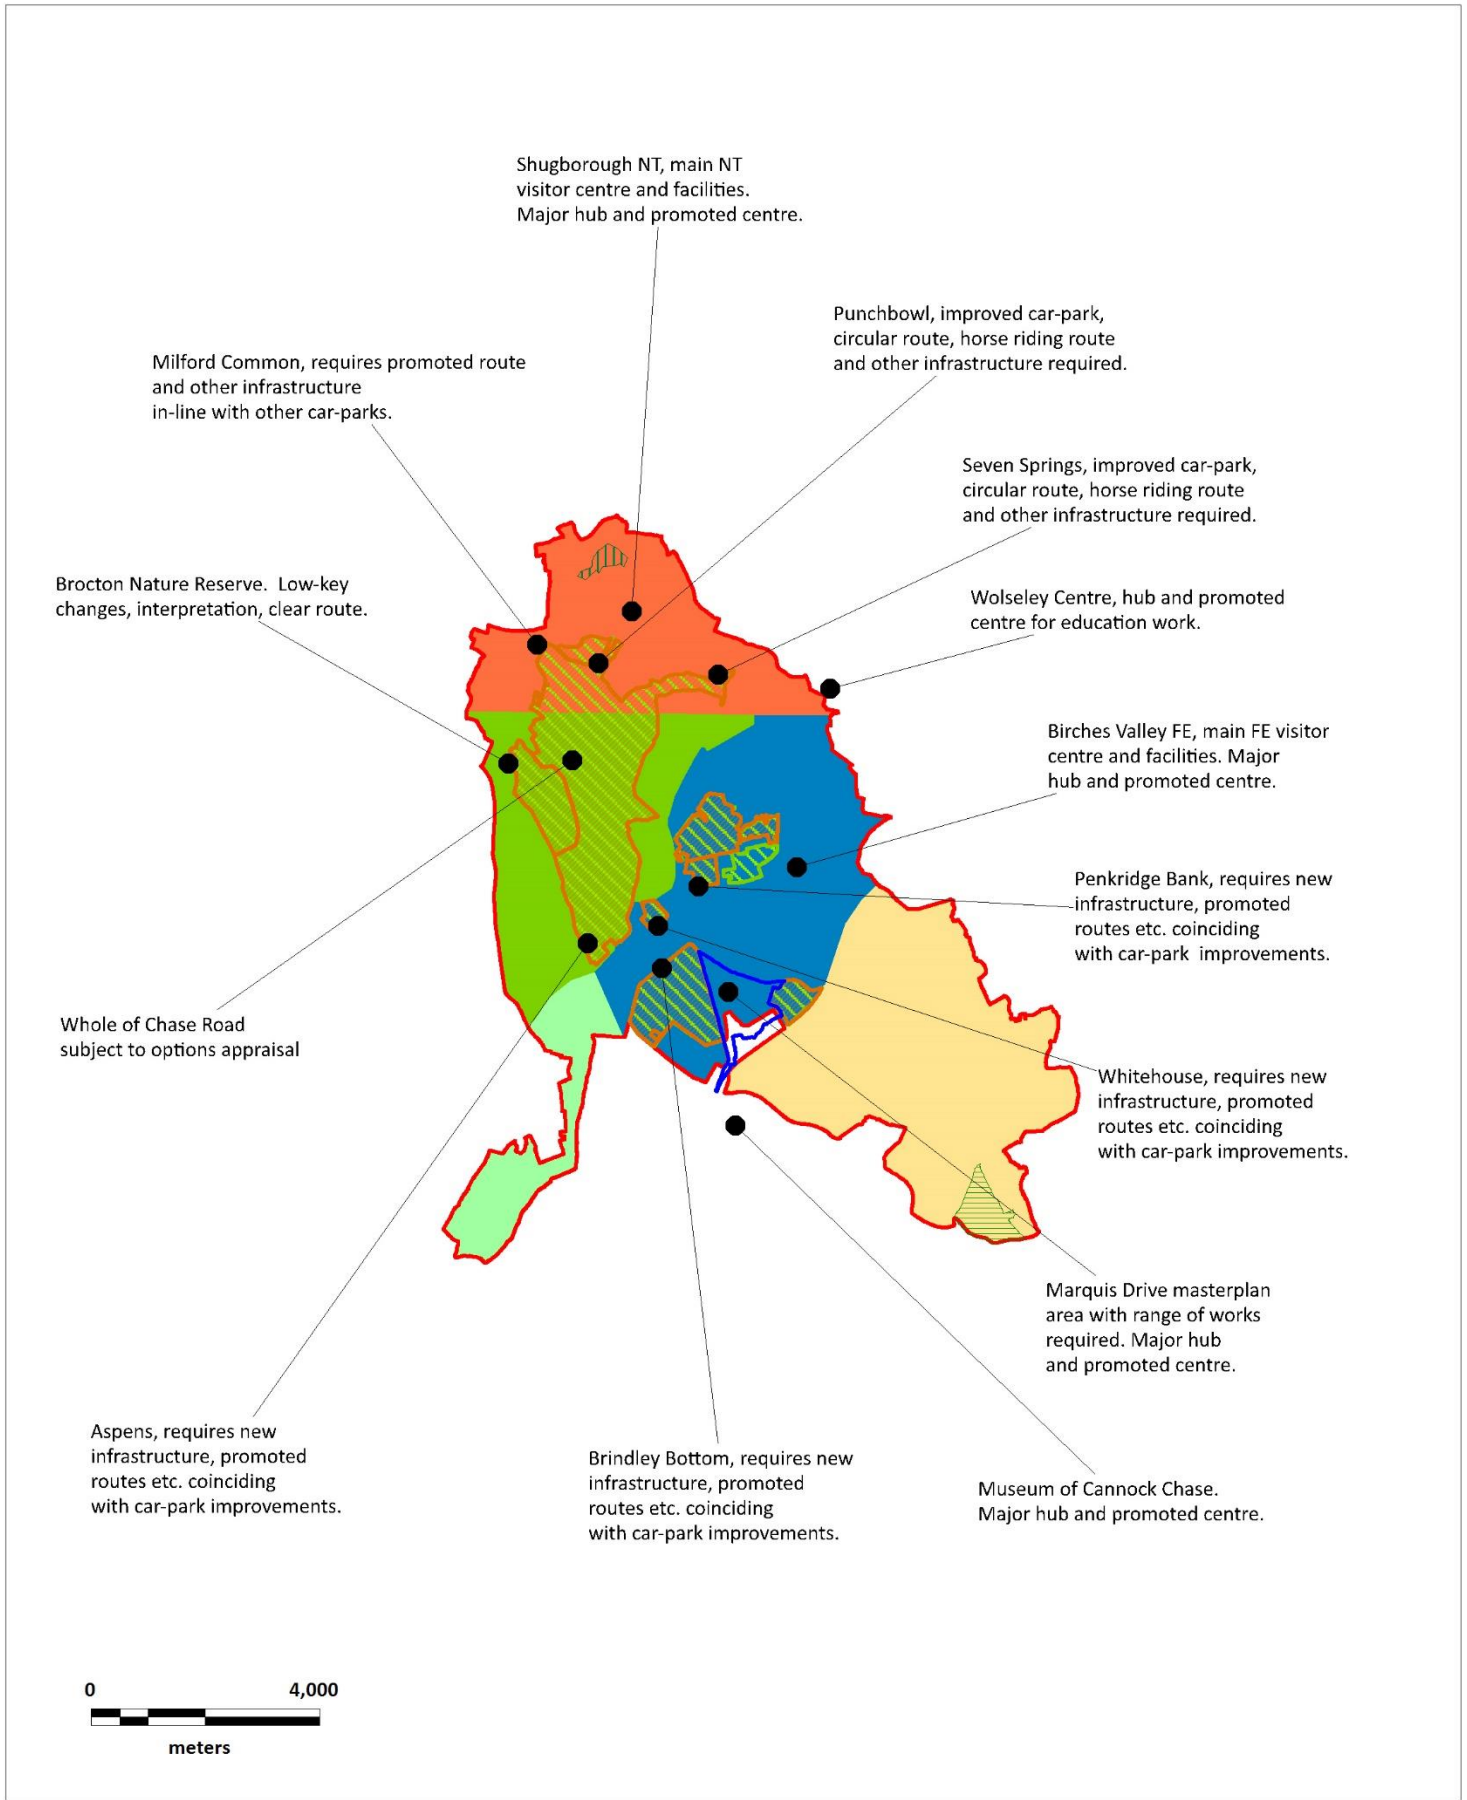 Shugborough NT, main NT
visitor centre and facilities.
Major hub and promoted centre.
Punchbowl, improved car-park,
circular route, horse riding route
and other infrastructure required.
Milford Common, requires promoted route
and other infrastructure
in-line with other car-parks.
Seven Springs, improved car-park,
circular route, horse riding route
and other infrastructure required.
Brocton Nature Reserve.  Low-key
changes, interpretation, clear route.
Wolseley Centre, hub and promoted
centre for education work.
Birches Valley FE, main FE visitor
centre and facilities. Major
hub and promoted centre.
Penkridge Bank, requires new
infrastructure, promoted
routes etc. coinciding
with car-park  improvements.
Whole of Chase Road
subject to options appraisal
Whitehouse, requires new
infrastructure, promoted
routes etc. coinciding
with car-park improvements.
Marquis Drive masterplan
area with range of works
required. Major hub
and promoted centre.
Aspens, requires new
infrastructure, promoted
routes etc. coinciding
with car-park improvements.
Brindley Bottom, requires new
infrastructure, promoted
routes etc. coinciding
with car-park improvements.
Museum of Cannock Chase.
Major hub and promoted centre.
0 4,000
meters